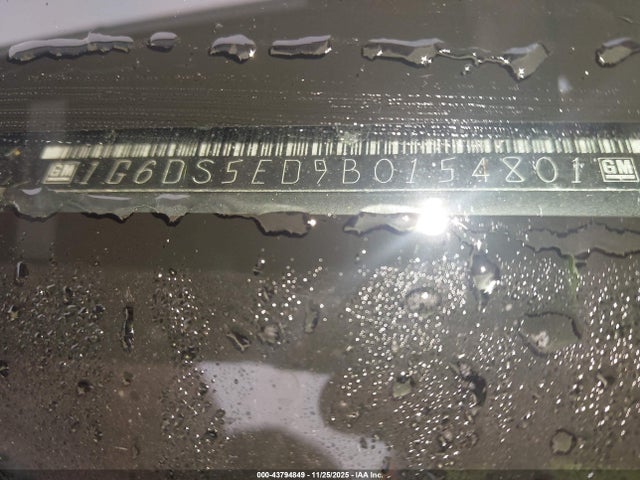 GM 1G6DS5ED9B0154801 GM
000-43794849 - 11/25/2025 - IAA Inc.